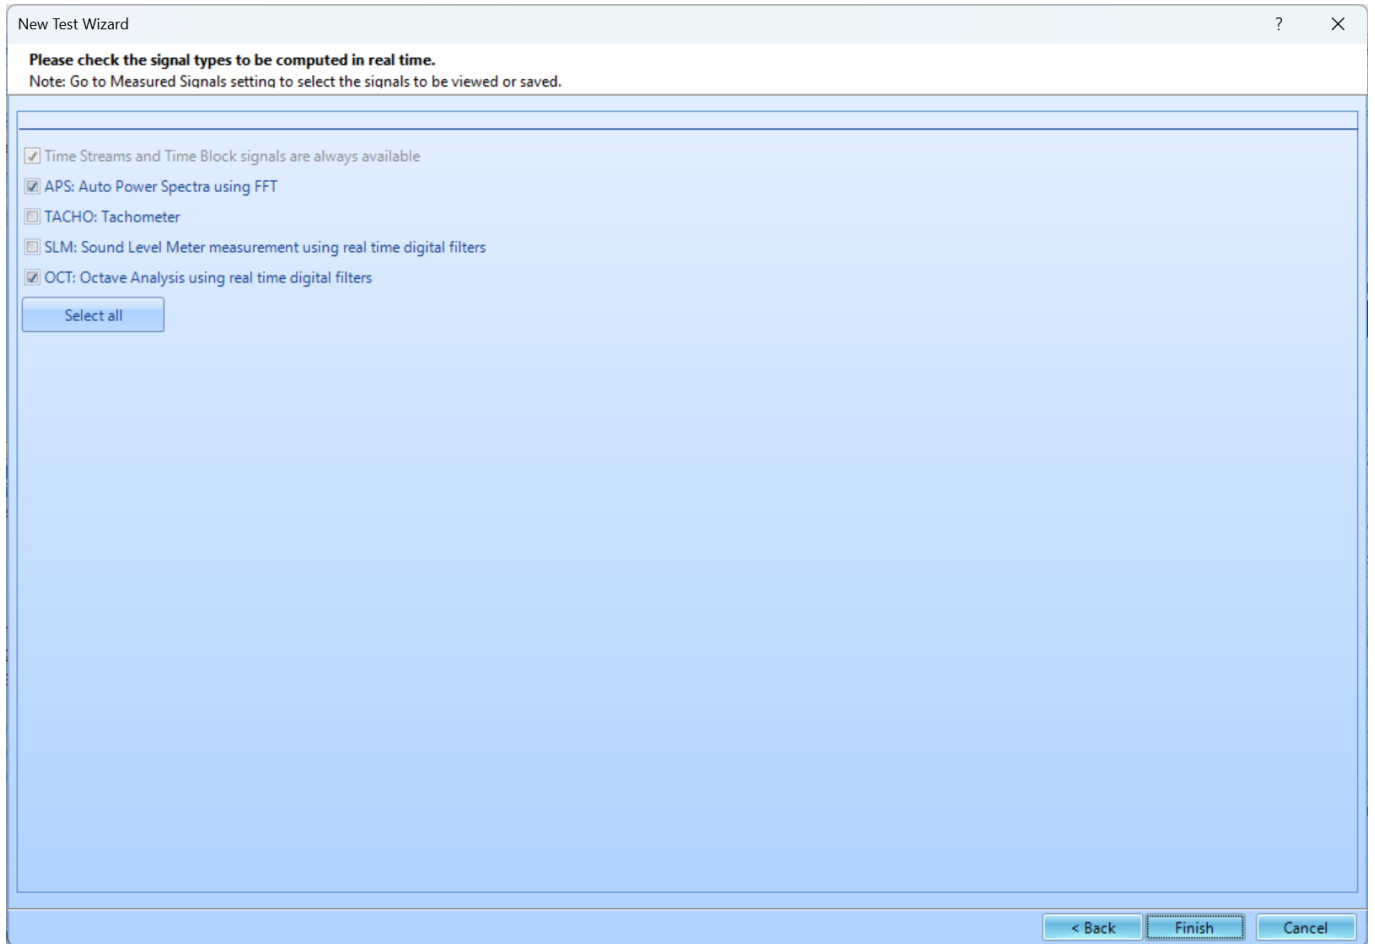 New Test Wizard
?
Please check the signal types to be computed in real time.
Note: Go to Measured Signals setting to select the signals to be viewed or saved.
Time Streams and Time Block signals are always available
APS: Auto Power Spectra using FFT
TACHO: Tachometer
SLM: Sound Level Meter measurement using real time digital filters
OCT: Octave Analysis using real time digital filters
Select all
< Back
Finish
Cancel